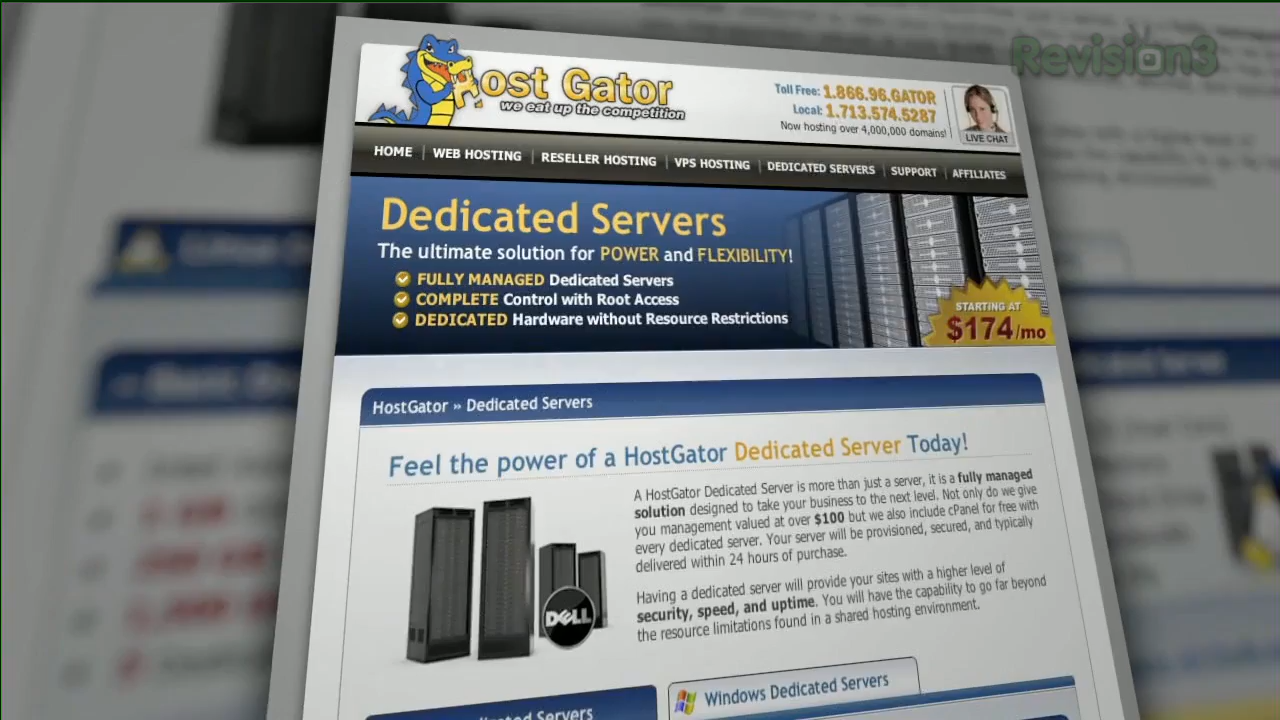 Revision3
Host Gator
we eat up the competition
Toll Free: 1.866.96.GATOR
Local: 1.713.574.5287
Now hosting over 4,000,000 domains!
LIVE CHAT
HOME | WEB HOSTING | RESELLER HOSTING | VPS HOSTING | DEDICATED SERVERS | SUPPORT | AFFILIATES
Dedicated Servers
The ultimate solution for POWER and FLEXIBILITY!
FULLY MANAGED Dedicated Servers
COMPLETE Control with Root Access
DEDICATED Hardware without Resource Restrictions
STARTING AT
$174/mo
HostGator » Dedicated Servers
Feel the power of a HostGator Dedicated Server Today!
A HostGator Dedicated Server is more than just a server, it is a fully managed
solution designed to take your business to the next level. Not only do we give
you management valued at over $100 but we also include cPanel for free with
every dedicated server. Your server will be provisioned, secured, and typically
delivered within 24 hours of purchase.
Having a dedicated server will provide your sites with a higher level of
security, speed, and uptime. You will have the capability to go far beyond
the resource limitations found in a shared hosting environment.
DELL
Windows Dedicated Servers
Servers